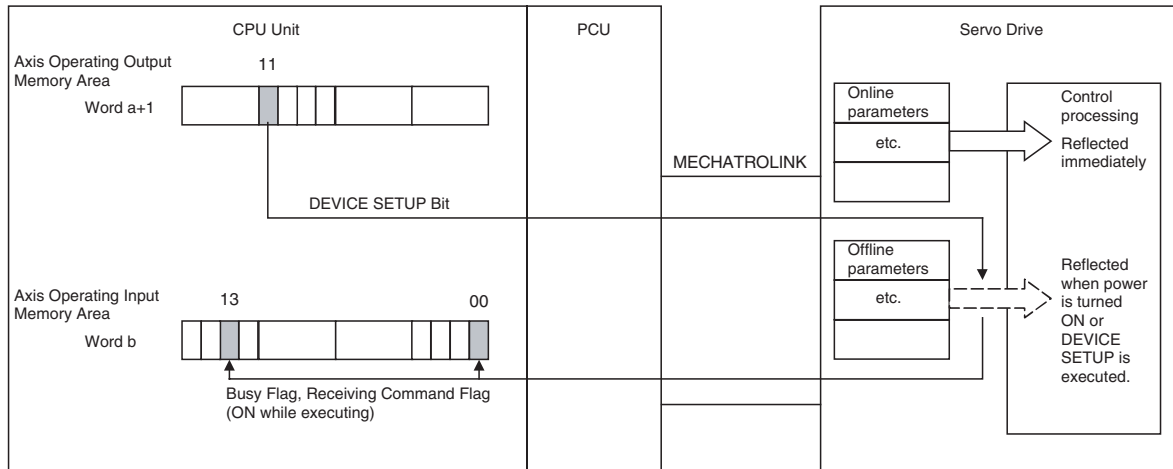 CPU Unit
PCU
Servo Drive
Axis Operating Output
Memory Area
11
Word a+1
Online
parameters
etc.
Control
processing
Reflected
immediately
MECHATROLINK
DEVICE SETUP Bit
Offline
parameters
etc.
Reflected
when power
is turned
ON or
DEVICE
SETUP is
executed.
Axis Operating Input
Memory Area
13
00
Word b
Busy Flag, Receiving Command Flag
(ON while executing)